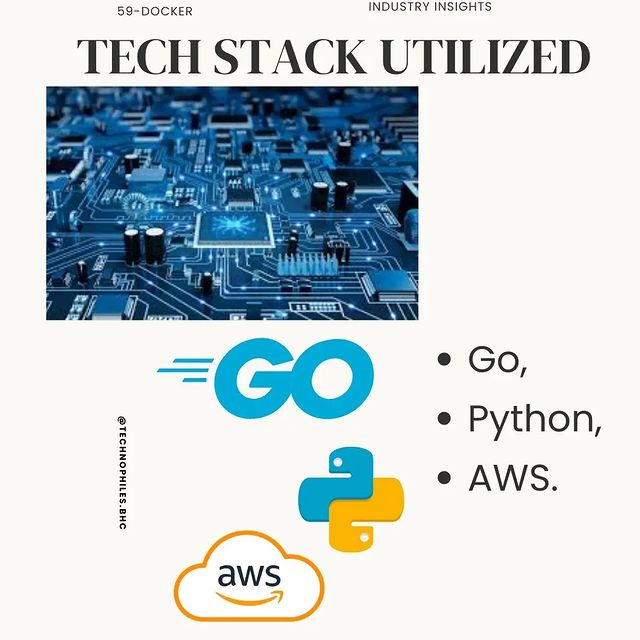 59-DOCKER
INDUSTRY INSIGHTS
TECH STACK UTILIZED
GO
• Go,
• Python,
• AWS.
@TECHNOPHILES.BHC
aws